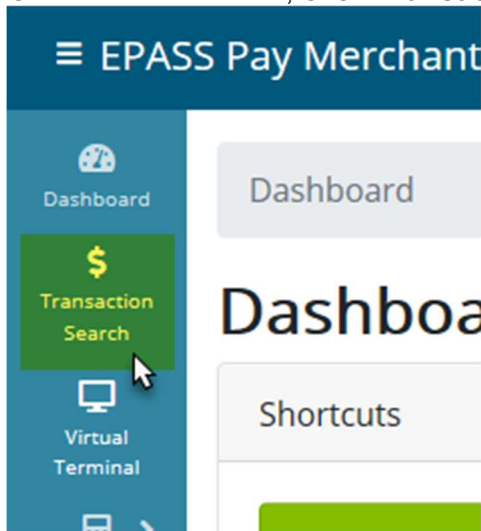 ≡ EPASS Pay Merchant
Dashboard
Dashboard
$
Transaction
Search
Dashboa
Shortcuts
Virtual
Terminal